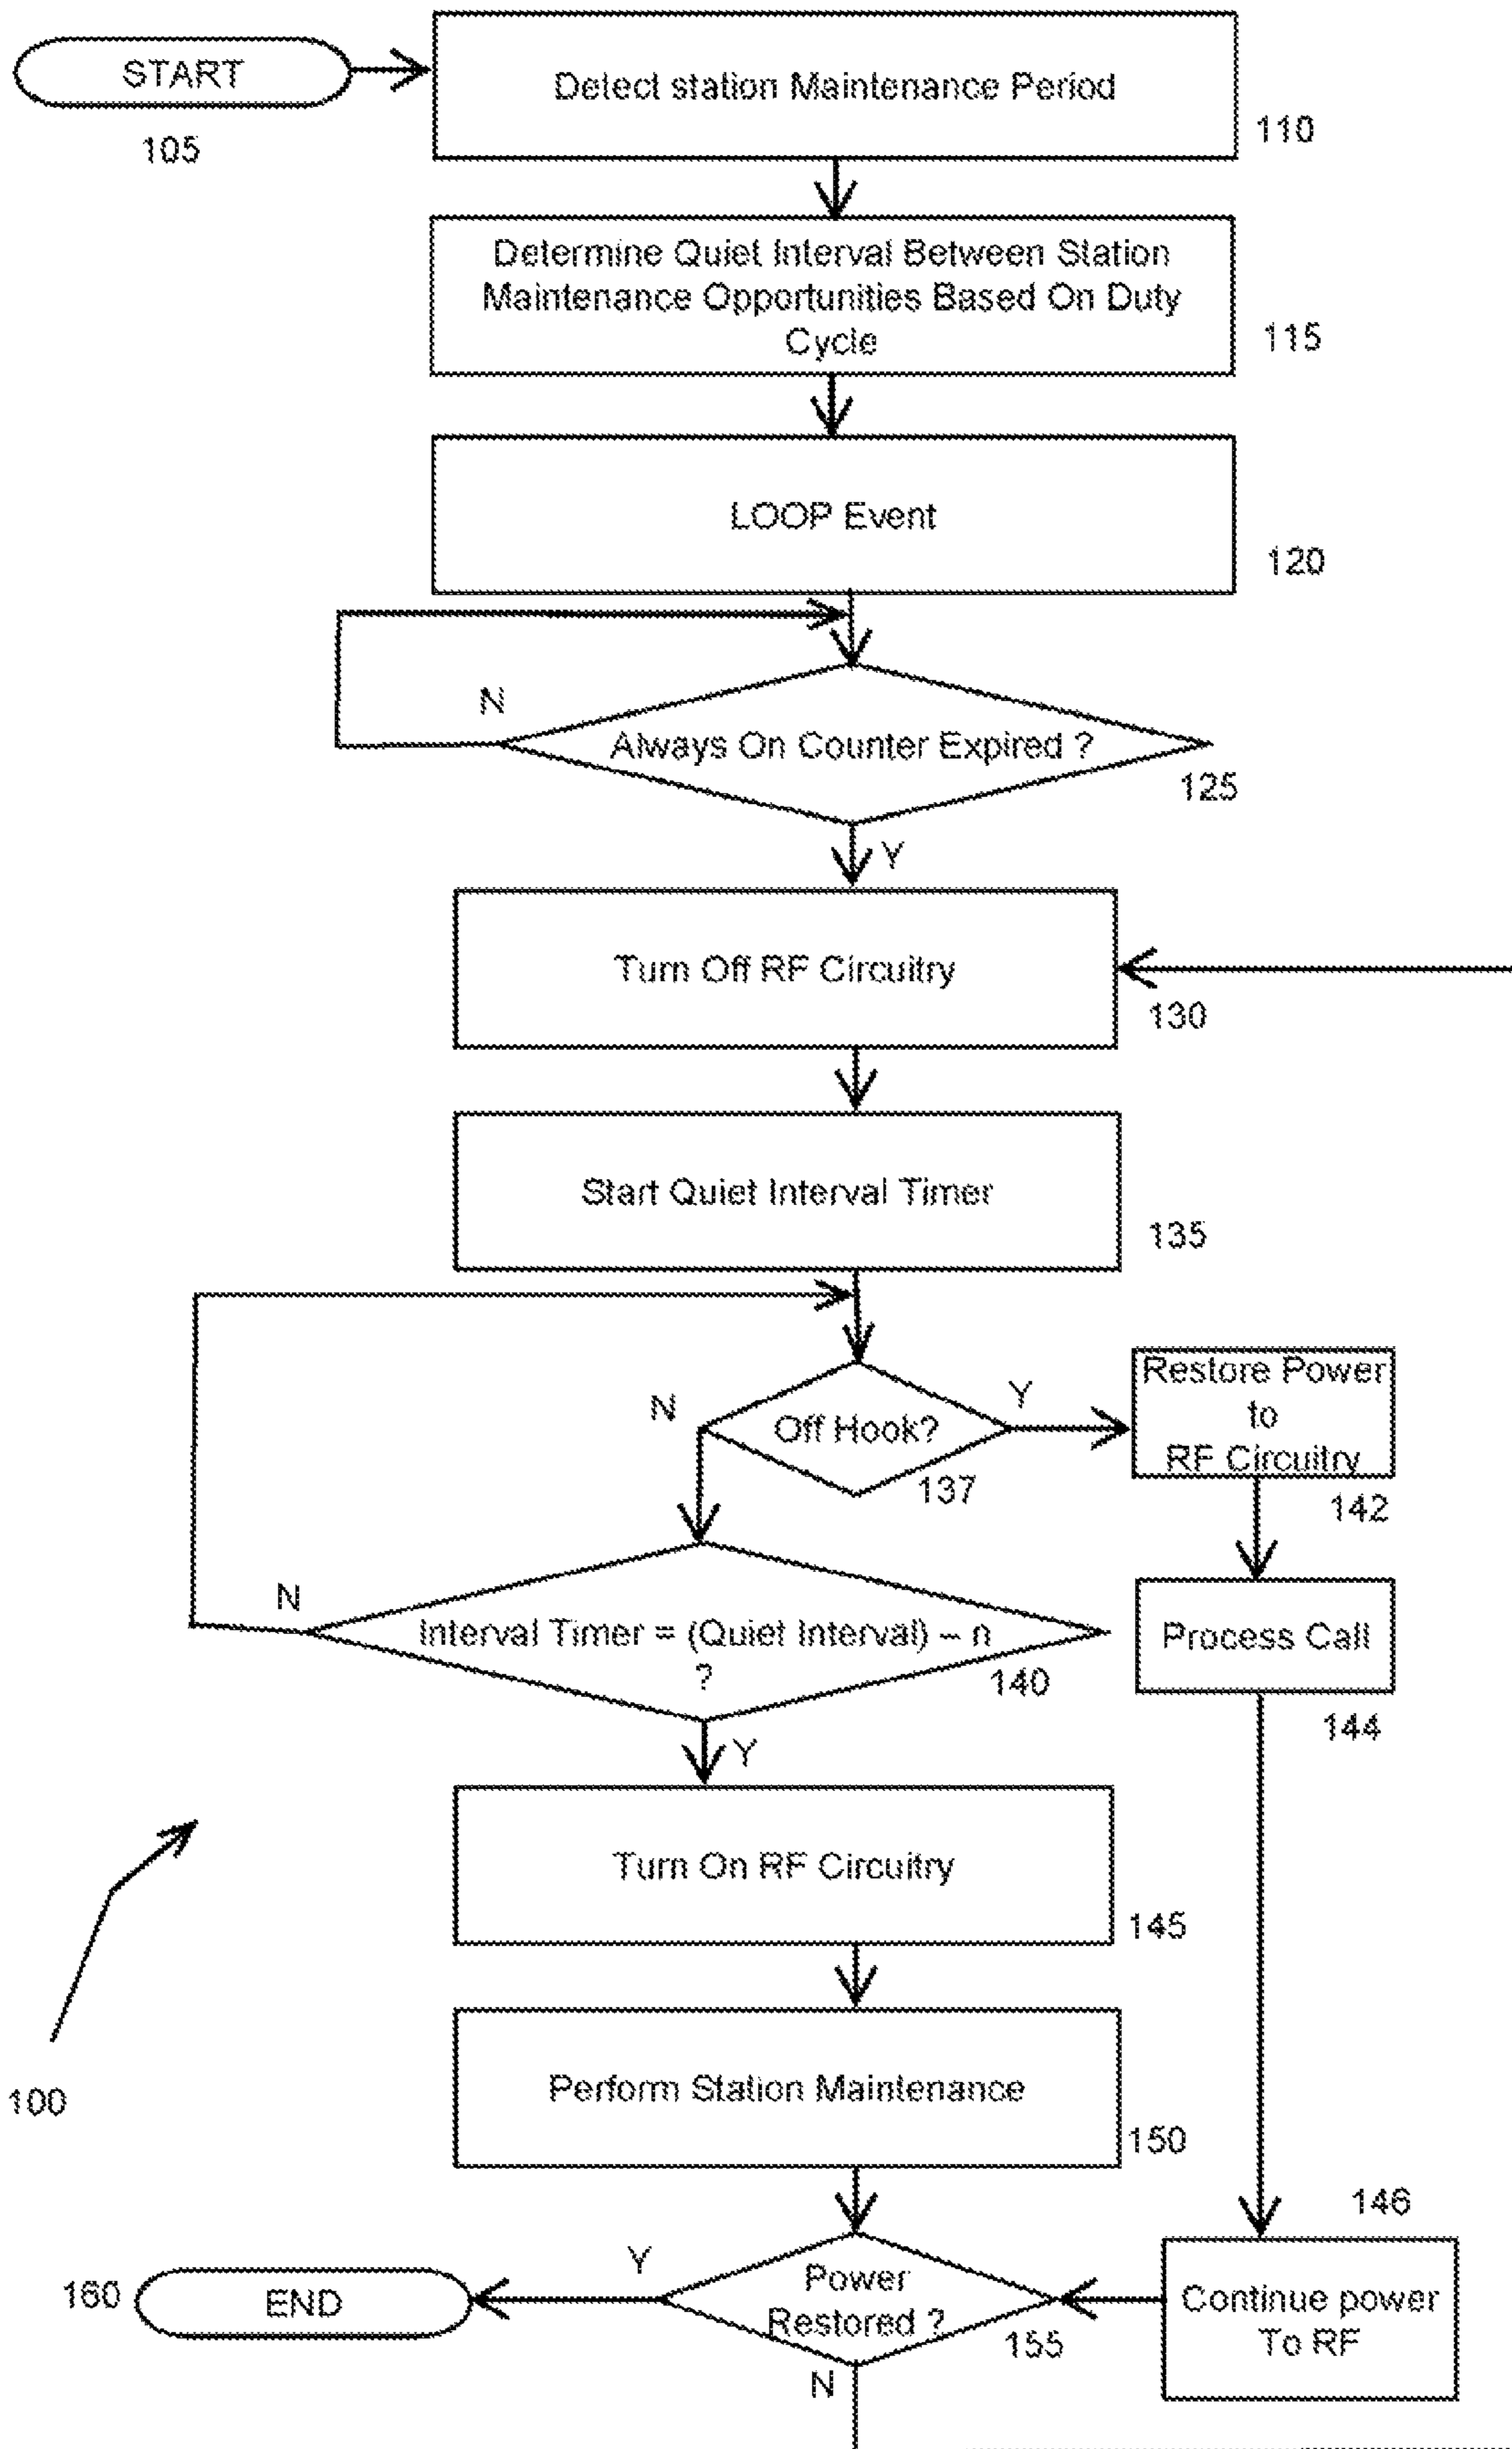 START
105
Detect station Maintenance Period
110
Determine Quiet Interval Between Station
Maintenance Opportunities Based On Duty
Cycle
115
LOOP Event
120
N
Always On Counter Expired ?
125
Y
Turn Off RF Circuitry
130
Start Quiet Interval Timer
135
N
Off Hook?
Y
137
Restore Power
to
RF Circuitry
142
N
Interval Timer = (Quiet Interval) – n
?
140
Process Call
144
Y
Turn On RF Circuitry
145
100
Perform Station Maintenance
150
146
160
END
Y
Power
Restored ?
155
N
Continue power
To RF